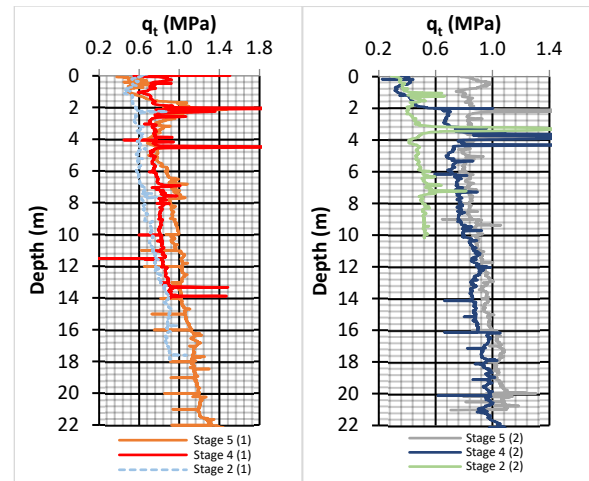 qt (MPa)
0.2 0.6 1.0 1.4 1.8
0
2
4
6
8
10
12
14
16
18
20
22
Depth (m)
Stage 5 (1)
Stage 4 (1)
Stage 2 (1)
qt (MPa)
0.2 0.6 1.0 1.4
0
2
4
6
8
10
12
14
16
18
20
22
Depth (m)
Stage 5 (2)
Stage 4 (2)
Stage 2 (2)